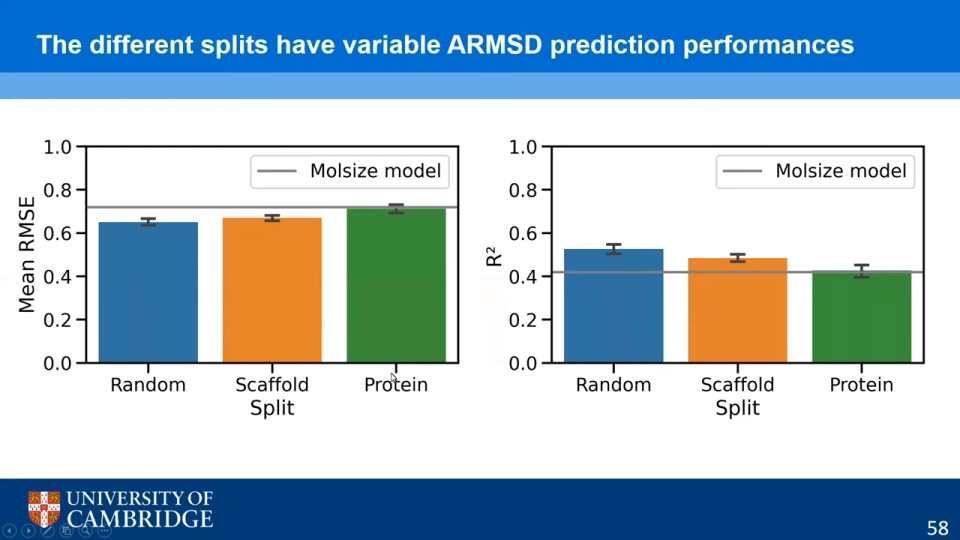 The different splits have variable ARMSD prediction performances
1.0
0.8
0.6
0.4
0.2
0.0
Mean RMSE
Molsize model
Random
Scaffold
Protein
Split
1.0
0.8
0.6
0.4
0.2
0.0
R²
Molsize model
Random
Scaffold
Protein
Split
UNIVERSITY OF
CAMBRIDGE
58